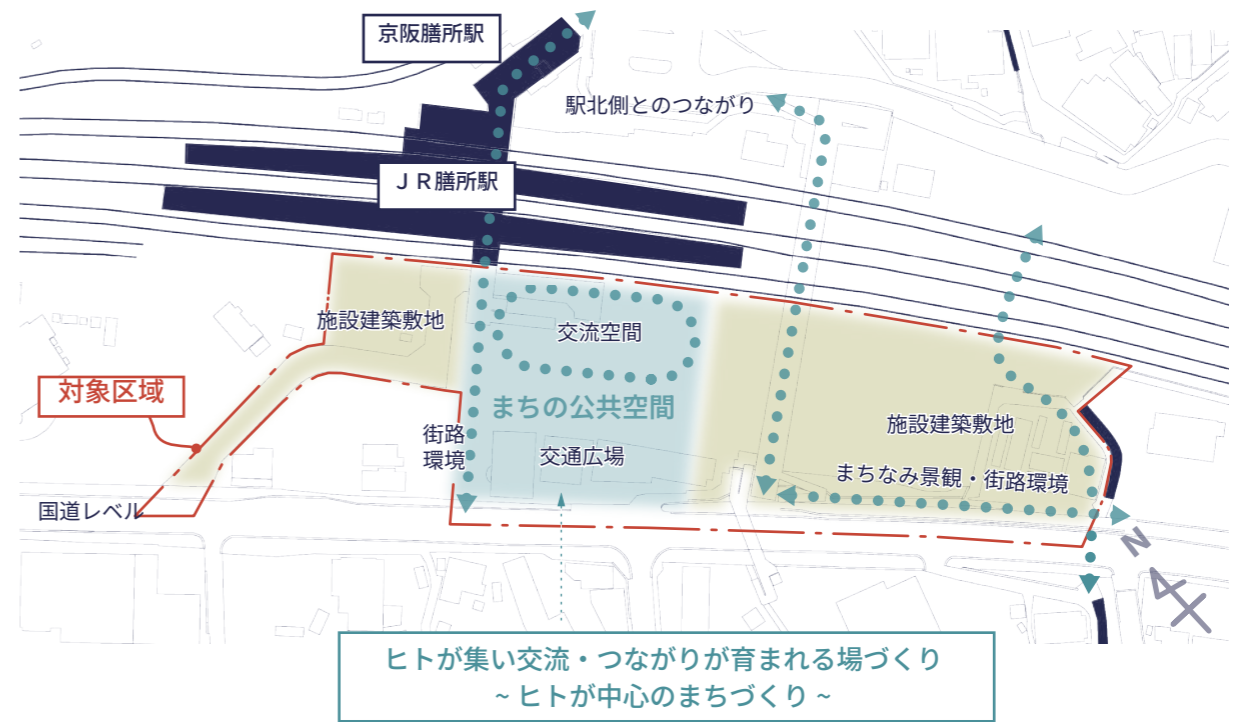 京阪膳所駅
駅北側とのつながり
JR膳所駅
施設建築敷地
交流空間
対象区域
まちの公共空間
街路
環境
交通広場
施設建築敷地
まちなみ景観・街路環境
国道レベル
N
ヒトが集い交流・つながりが育まれる場づくり
~ ヒトが中心のまちづくり ~